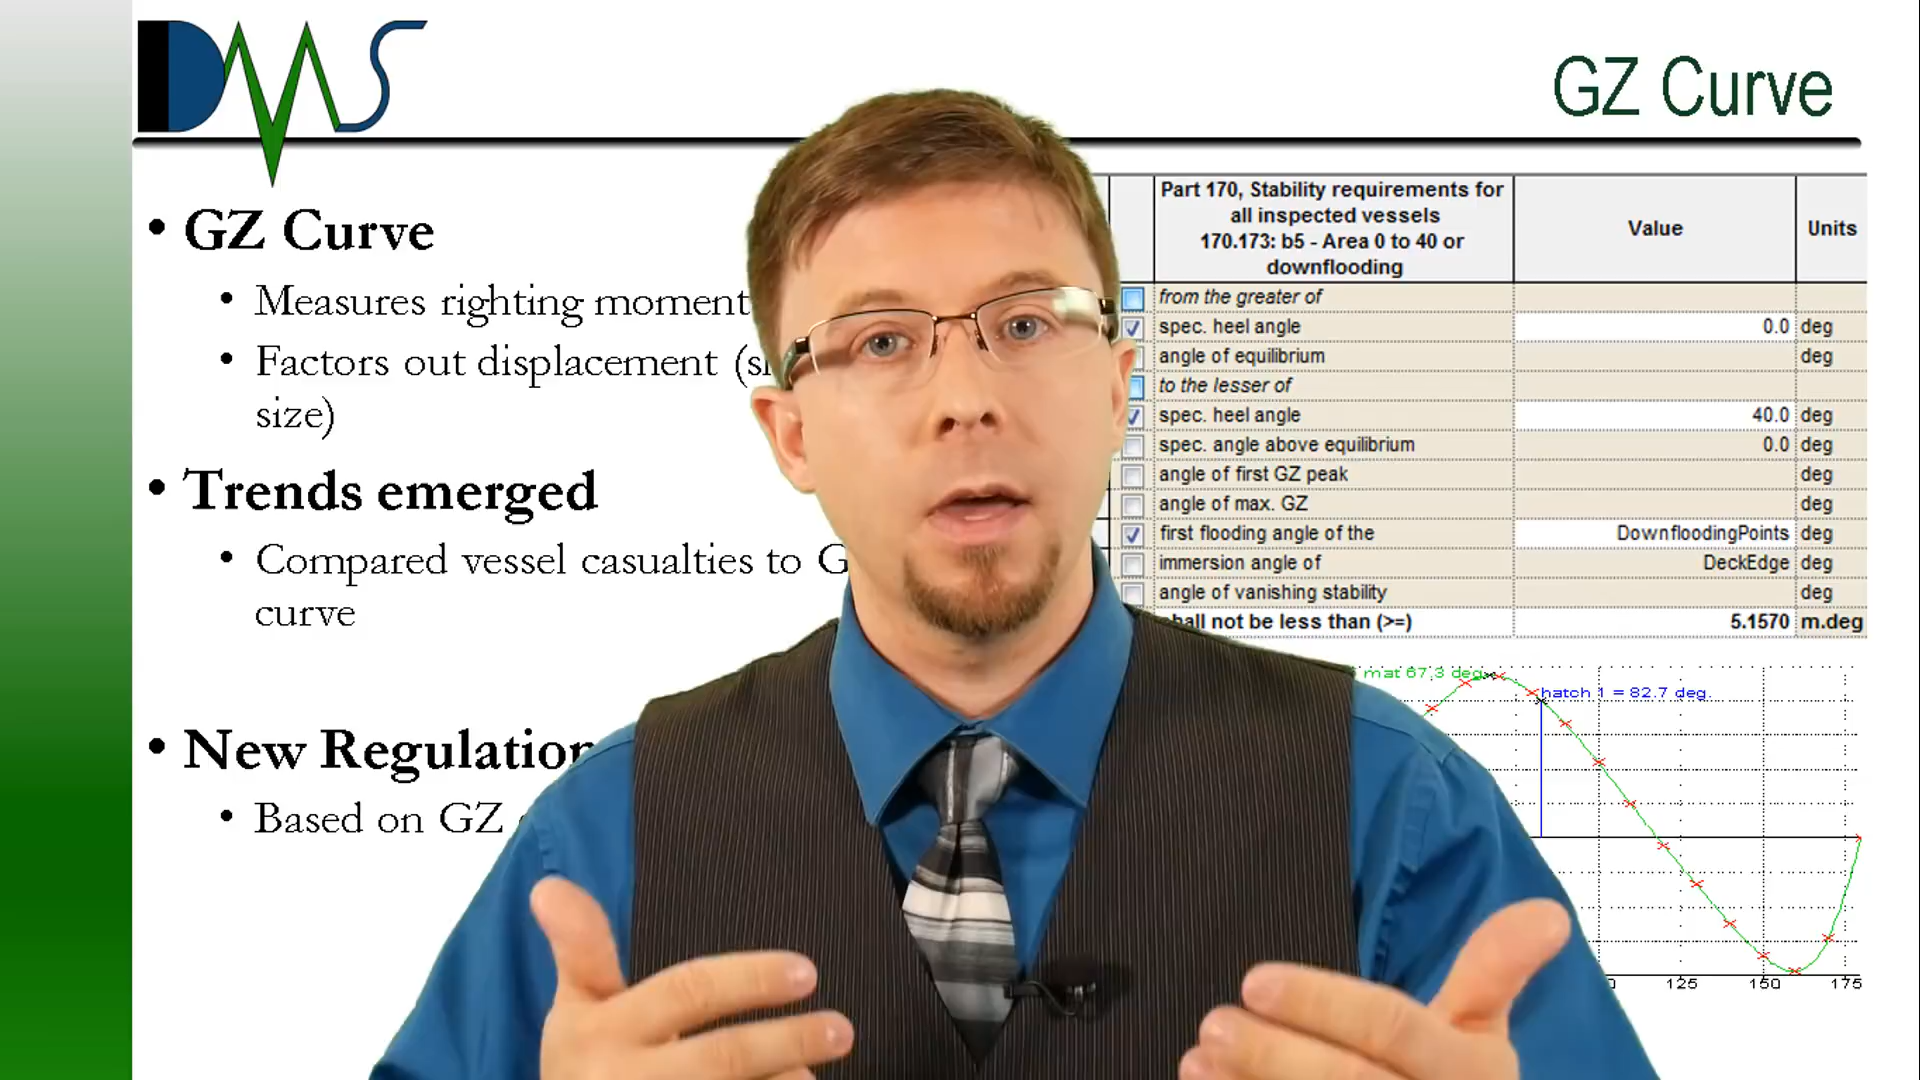 DMS
GZ Curve
• GZ Curve
• Measures righting moment
• Factors out displacement
size)
• Trends emerged
• Compared vessel casualties to
curve
• New
• Based on GZ
Part 170, Stability requirements for
all inspected vessels
170.173: b5 - Area 0 to 40 or
downflooding
Value
Units
from the greater of
spec. heel angle 0.0 deg
angle of equilibrium deg
to the lesser of
spec. heel angle 40.0 deg
spec. angle above equilibrium 0.0 deg
angle of first GZ peak deg
angle of max. GZ deg
first flooding angle of the DownfloodingPoints deg
immersion angle of DeckEdge deg
angle of vanishing stability deg
not be less than (>=) 5.1570 m.deg
mat 67.3 deg.
hatch 1 = 82.7 deg.
125 150 175